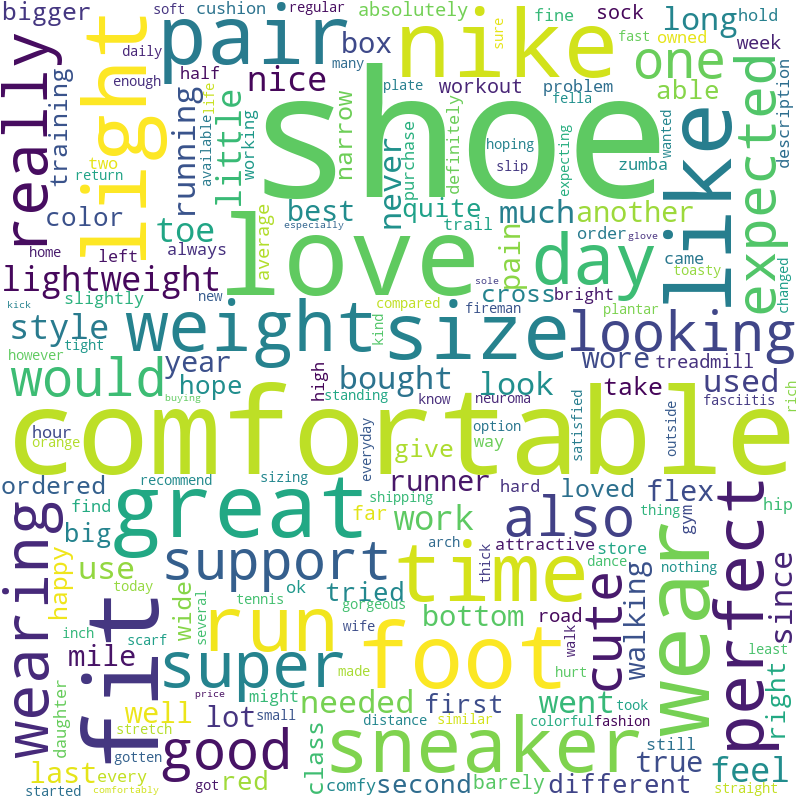 bigger
soft
cushion
regular
pair
nike
absolutely
fine
sock
owned
long
hold
daily
many
box
really
light
nice
half
enough
workout
plate
fast
problem
sure
one
able
week
fella
shoe
training
two
return
running
available
life
little
working
narrow
never
purchase
definitely
hoping
slip
expecting
zumba
wanted
like
expected
description
color
toe
home
left
always
average
best
especially
quite
trail
much
another
order
glove
came
toasty
changed
love
day
pain
lightweight
slightly
kick
new
compared
sole
cross
bright
plantar
style
tight
weight
kind
size
fireman
looking
however
would
year
hope
buying
high
standing
bought
know
neuroma
look
option
way
wore
take
treadmill
used
fasciitis
rich
hour
orange
comfortable
everyday
give
satisfied
outside
ordered
recommend
sizing
runner
hard
loved
flex
find
great
shipping
far
work
also
thing
gym
hip
big
use
support
arch
attractive
store
nothing
perfect
since
wearing
happy
today
fit
wide
several
tennis
ok
tried
gorgeous
time
thick
dance
cute
walking
wear
inch
scarf
run
wife
foot
bottom
road
walk
least
mile
daughter
stretch
super
made
hurt
price
might
needed
first
went
took
right
well
lot
small
distance
similar
colorful
fashion
still
gotten
good
class
sneaker
true
feel
last
every
red
comfy
second
barely
different
straight
started
comfortably
got